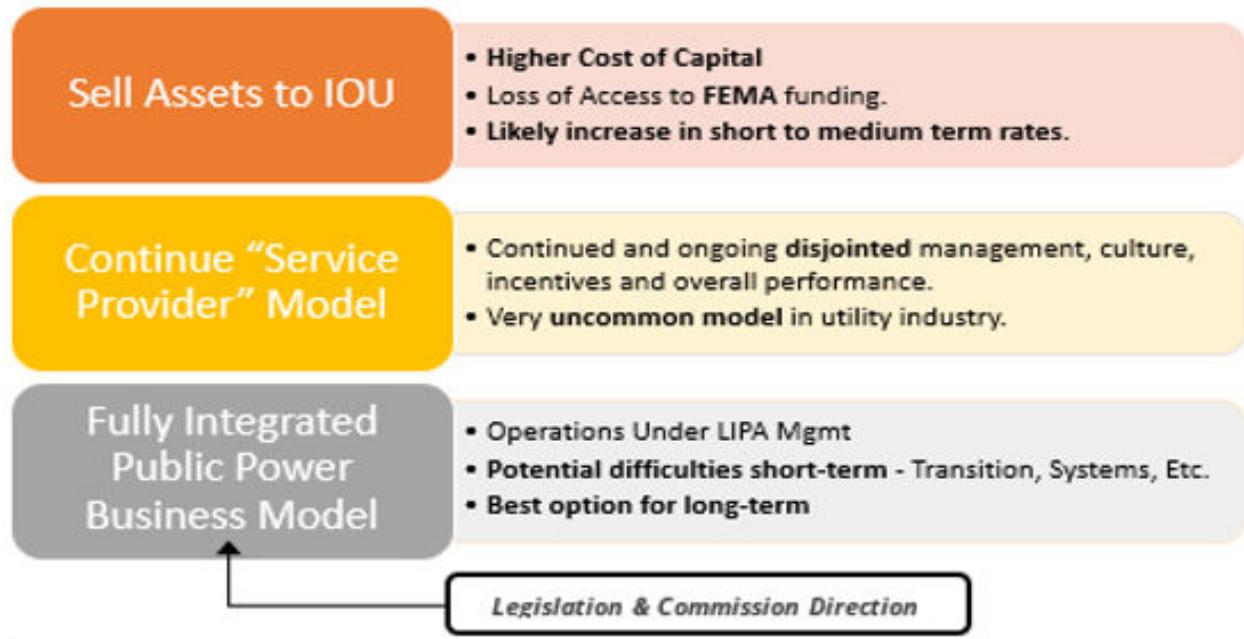 Sell Assets to IOU
• Higher Cost of Capital
• Loss of Access to FEMA funding.
• Likely increase in short to medium term rates.
Continue “Service
Provider” Model
• Continued and ongoing disjointed management, culture,
incentives and overall performance.
• Very uncommon model in utility industry.
Fully Integrated
Public Power
Business Model
• Operations Under LIPA Mgmt
• Potential difficulties short-term - Transition, Systems, Etc.
• Best option for long-term
Legislation & Commission Direction